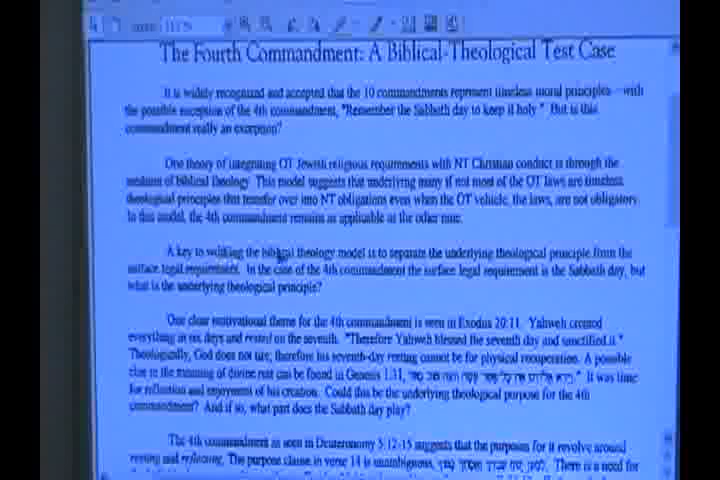 The Fourth Commandment: A Biblical-Theological Test Case
It is widely recognized and accepted that the 10 commandments represent timeless moral principles with
the possible exception of the 4th commandment, "Remember the Sabbath day to keep it holy." But is this
commandment really an exception?
One theory of integrating OT Jewish religious requirements with NT Christian conduct is through the
medium of biblical theology. This model suggests that underlying many if not most of the OT laws are timeless
theological principles that transfer over into NT obligations even when the OT vehicle, the laws, are not obligatory.
In this model, the 4th commandment remains as applicable as the other nine.
A key to the biblical theology model is to separate the underlying theological principle from the
surface legal requirement. In the case of the 4th commandment the surface legal requirement is the Sabbath day, but
what is the underlying theological principle?
One clear motivational theme for the 4th commandment is seen in Exodus 20:11. Yahweh created
everything in six days and rested on the seventh. "Therefore Yahweh blessed the seventh day and sanctified it."
Theologically, God does not tire, therefore his seventh-day resting cannot be for physical recuperation. A possible
clue to the meaning of divine rest can be found in Genesis 1:31, It was time
for reflection and enjoyment of his creation. Could this be the underlying theological purpose for the 4th
commandment? And if so, what part does the Sabbath day play?
The 4th commandment as seen in Deuteronomy 5:12-15 suggests that the purposes for it revolve around
resting and reflecting. The purpose clause in verse 14 is unambiguous, There is a need for